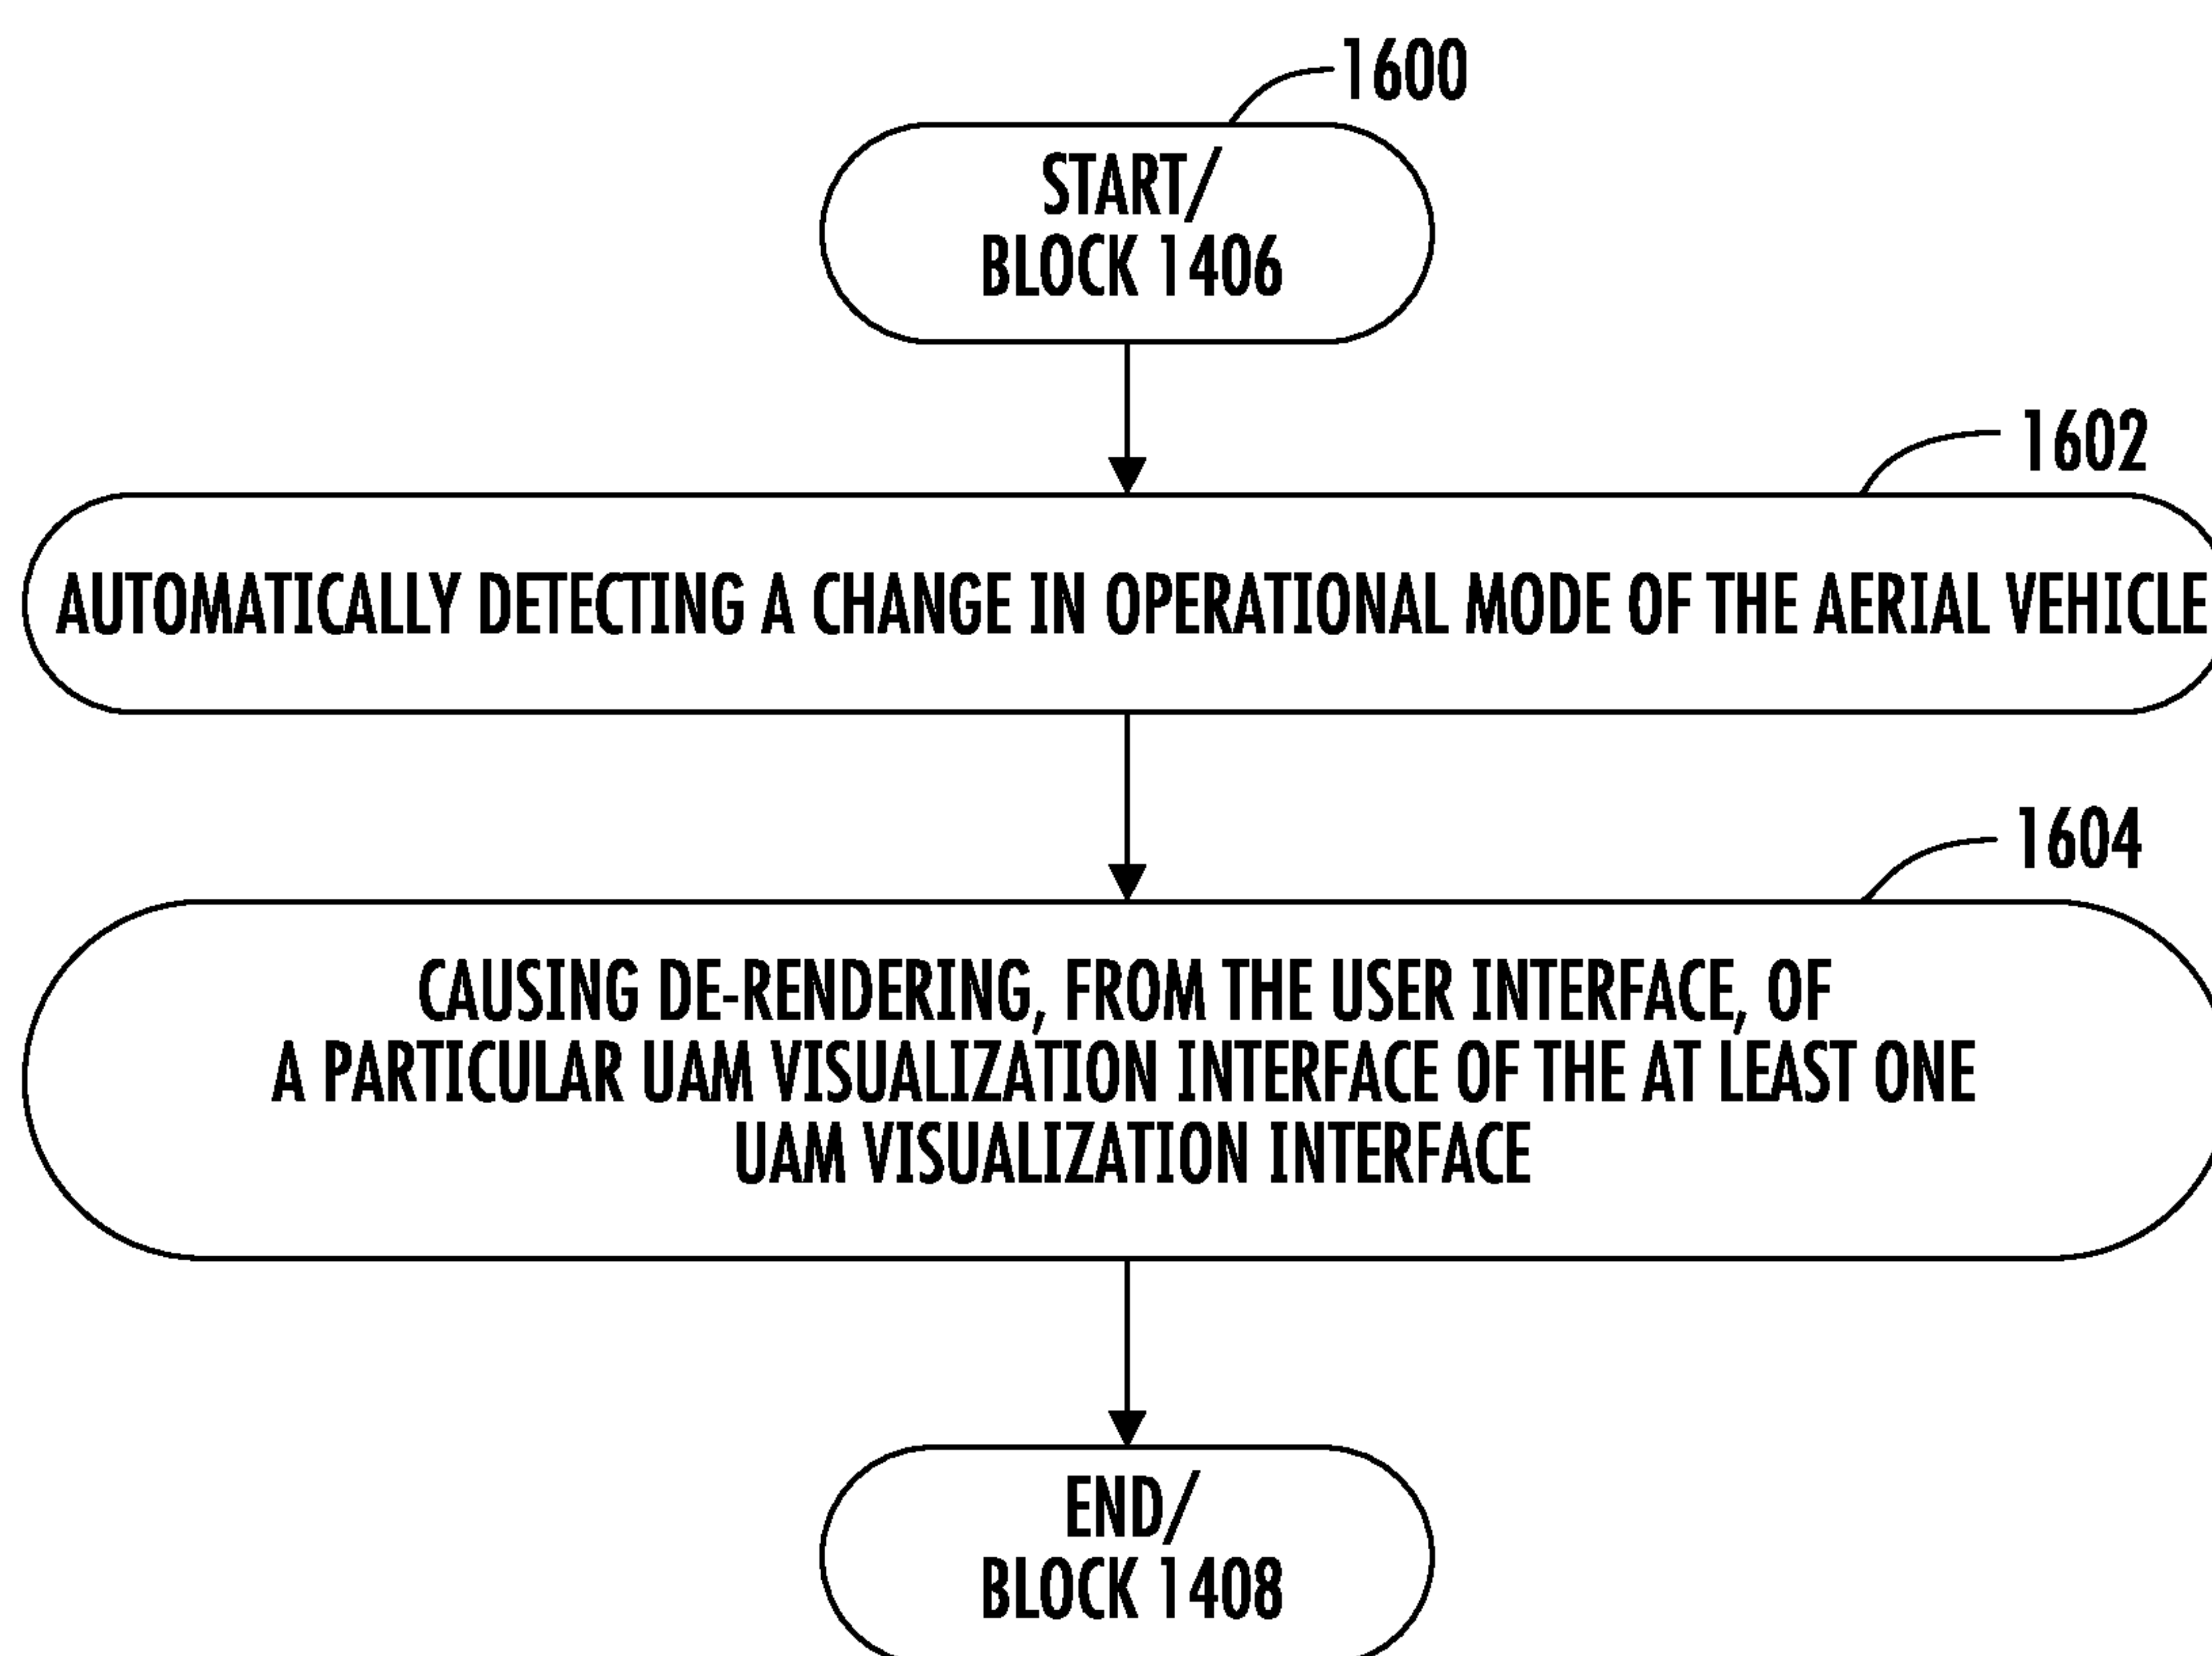 1600
START/
BLOCK 1406
1602
AUTOMATICALLY DETECTING A CHANGE IN OPERATIONAL MODE OF THE AERIAL VEHICLE
1604
CAUSING DE-RENDERING, FROM THE USER INTERFACE, OF
A PARTICULAR UAM VISUALIZATION INTERFACE OF THE AT LEAST ONE
UAM VISUALIZATION INTERFACE
END/
BLOCK 1408